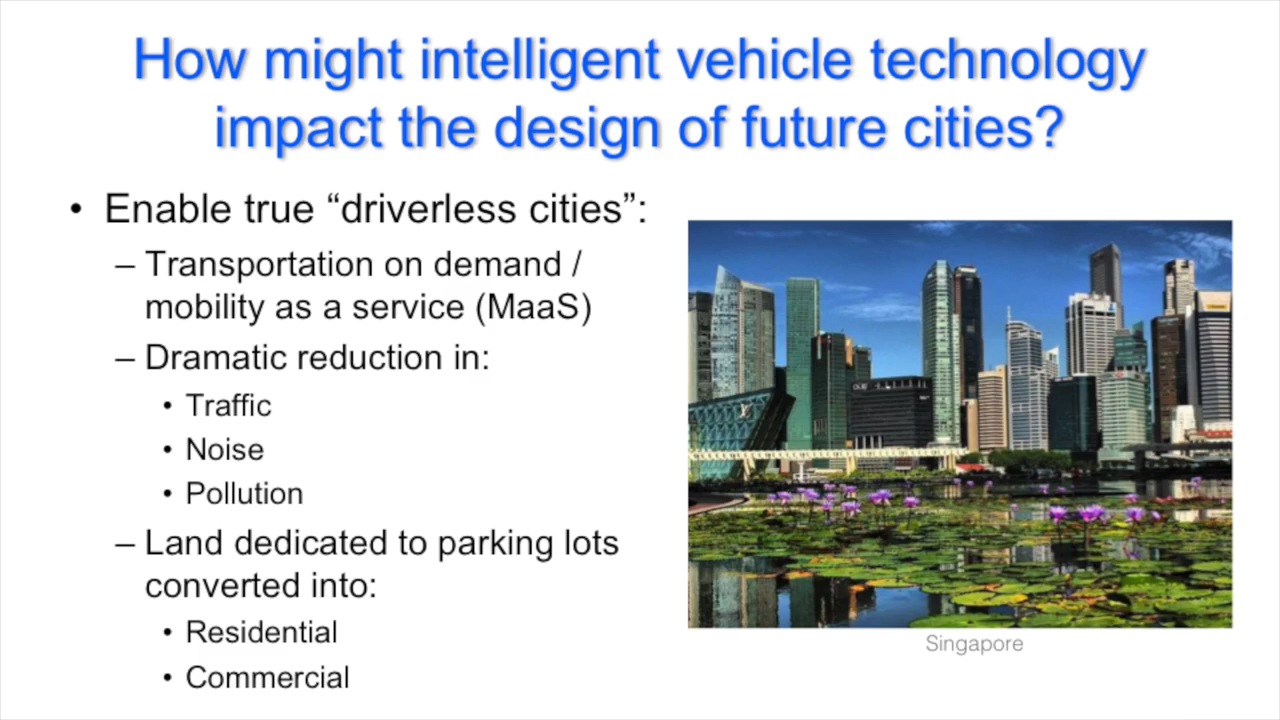 How might intelligent vehicle technology
impact the design of future cities?
• Enable true “driverless cities”:
– Transportation on demand /
mobility as a service (MaaS)
– Dramatic reduction in:
• Traffic
• Noise
• Pollution
– Land dedicated to parking lots
converted into:
• Residential
• Commercial
Singapore